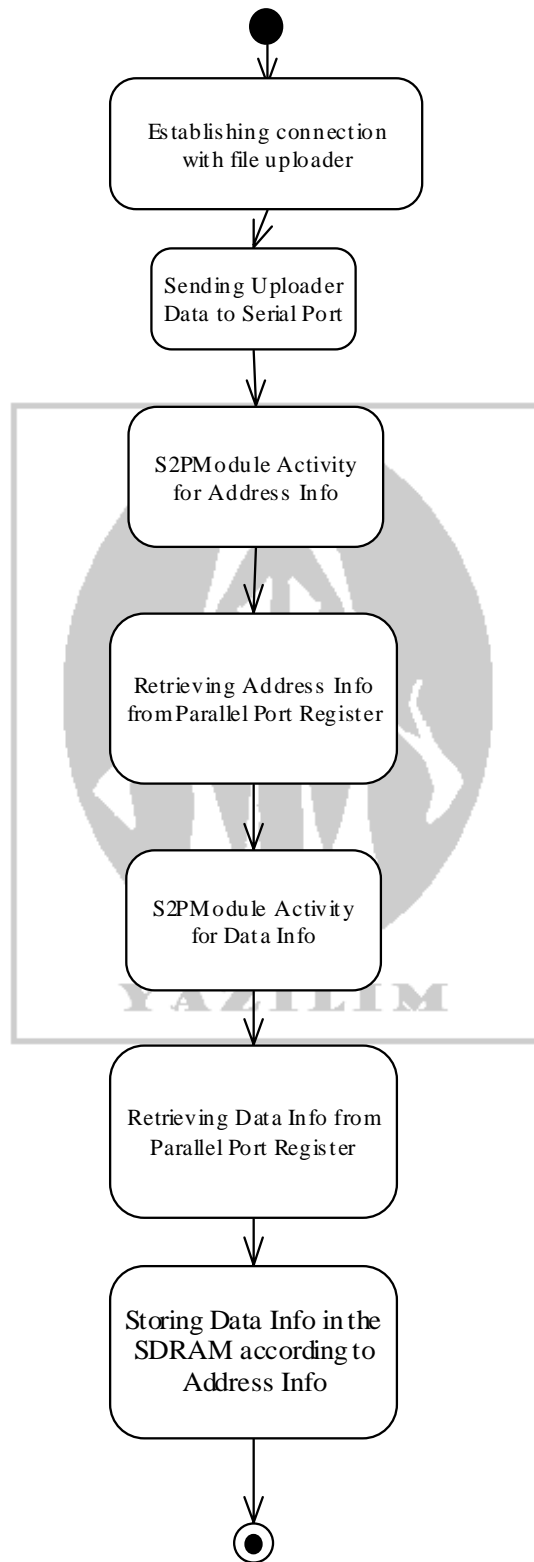 Establishing connection
with file uploader
Sending Uploader
Data to Serial Port
S2PModule Activity
for Address Info
Retrieving Address Info
from Parallel Port Register
S2PModule Activity
for Data Info
YAZILIM
Retrieving Data Info from
Parallel Port Register
Storing Data Info in the
SDRAM according to
Address Info